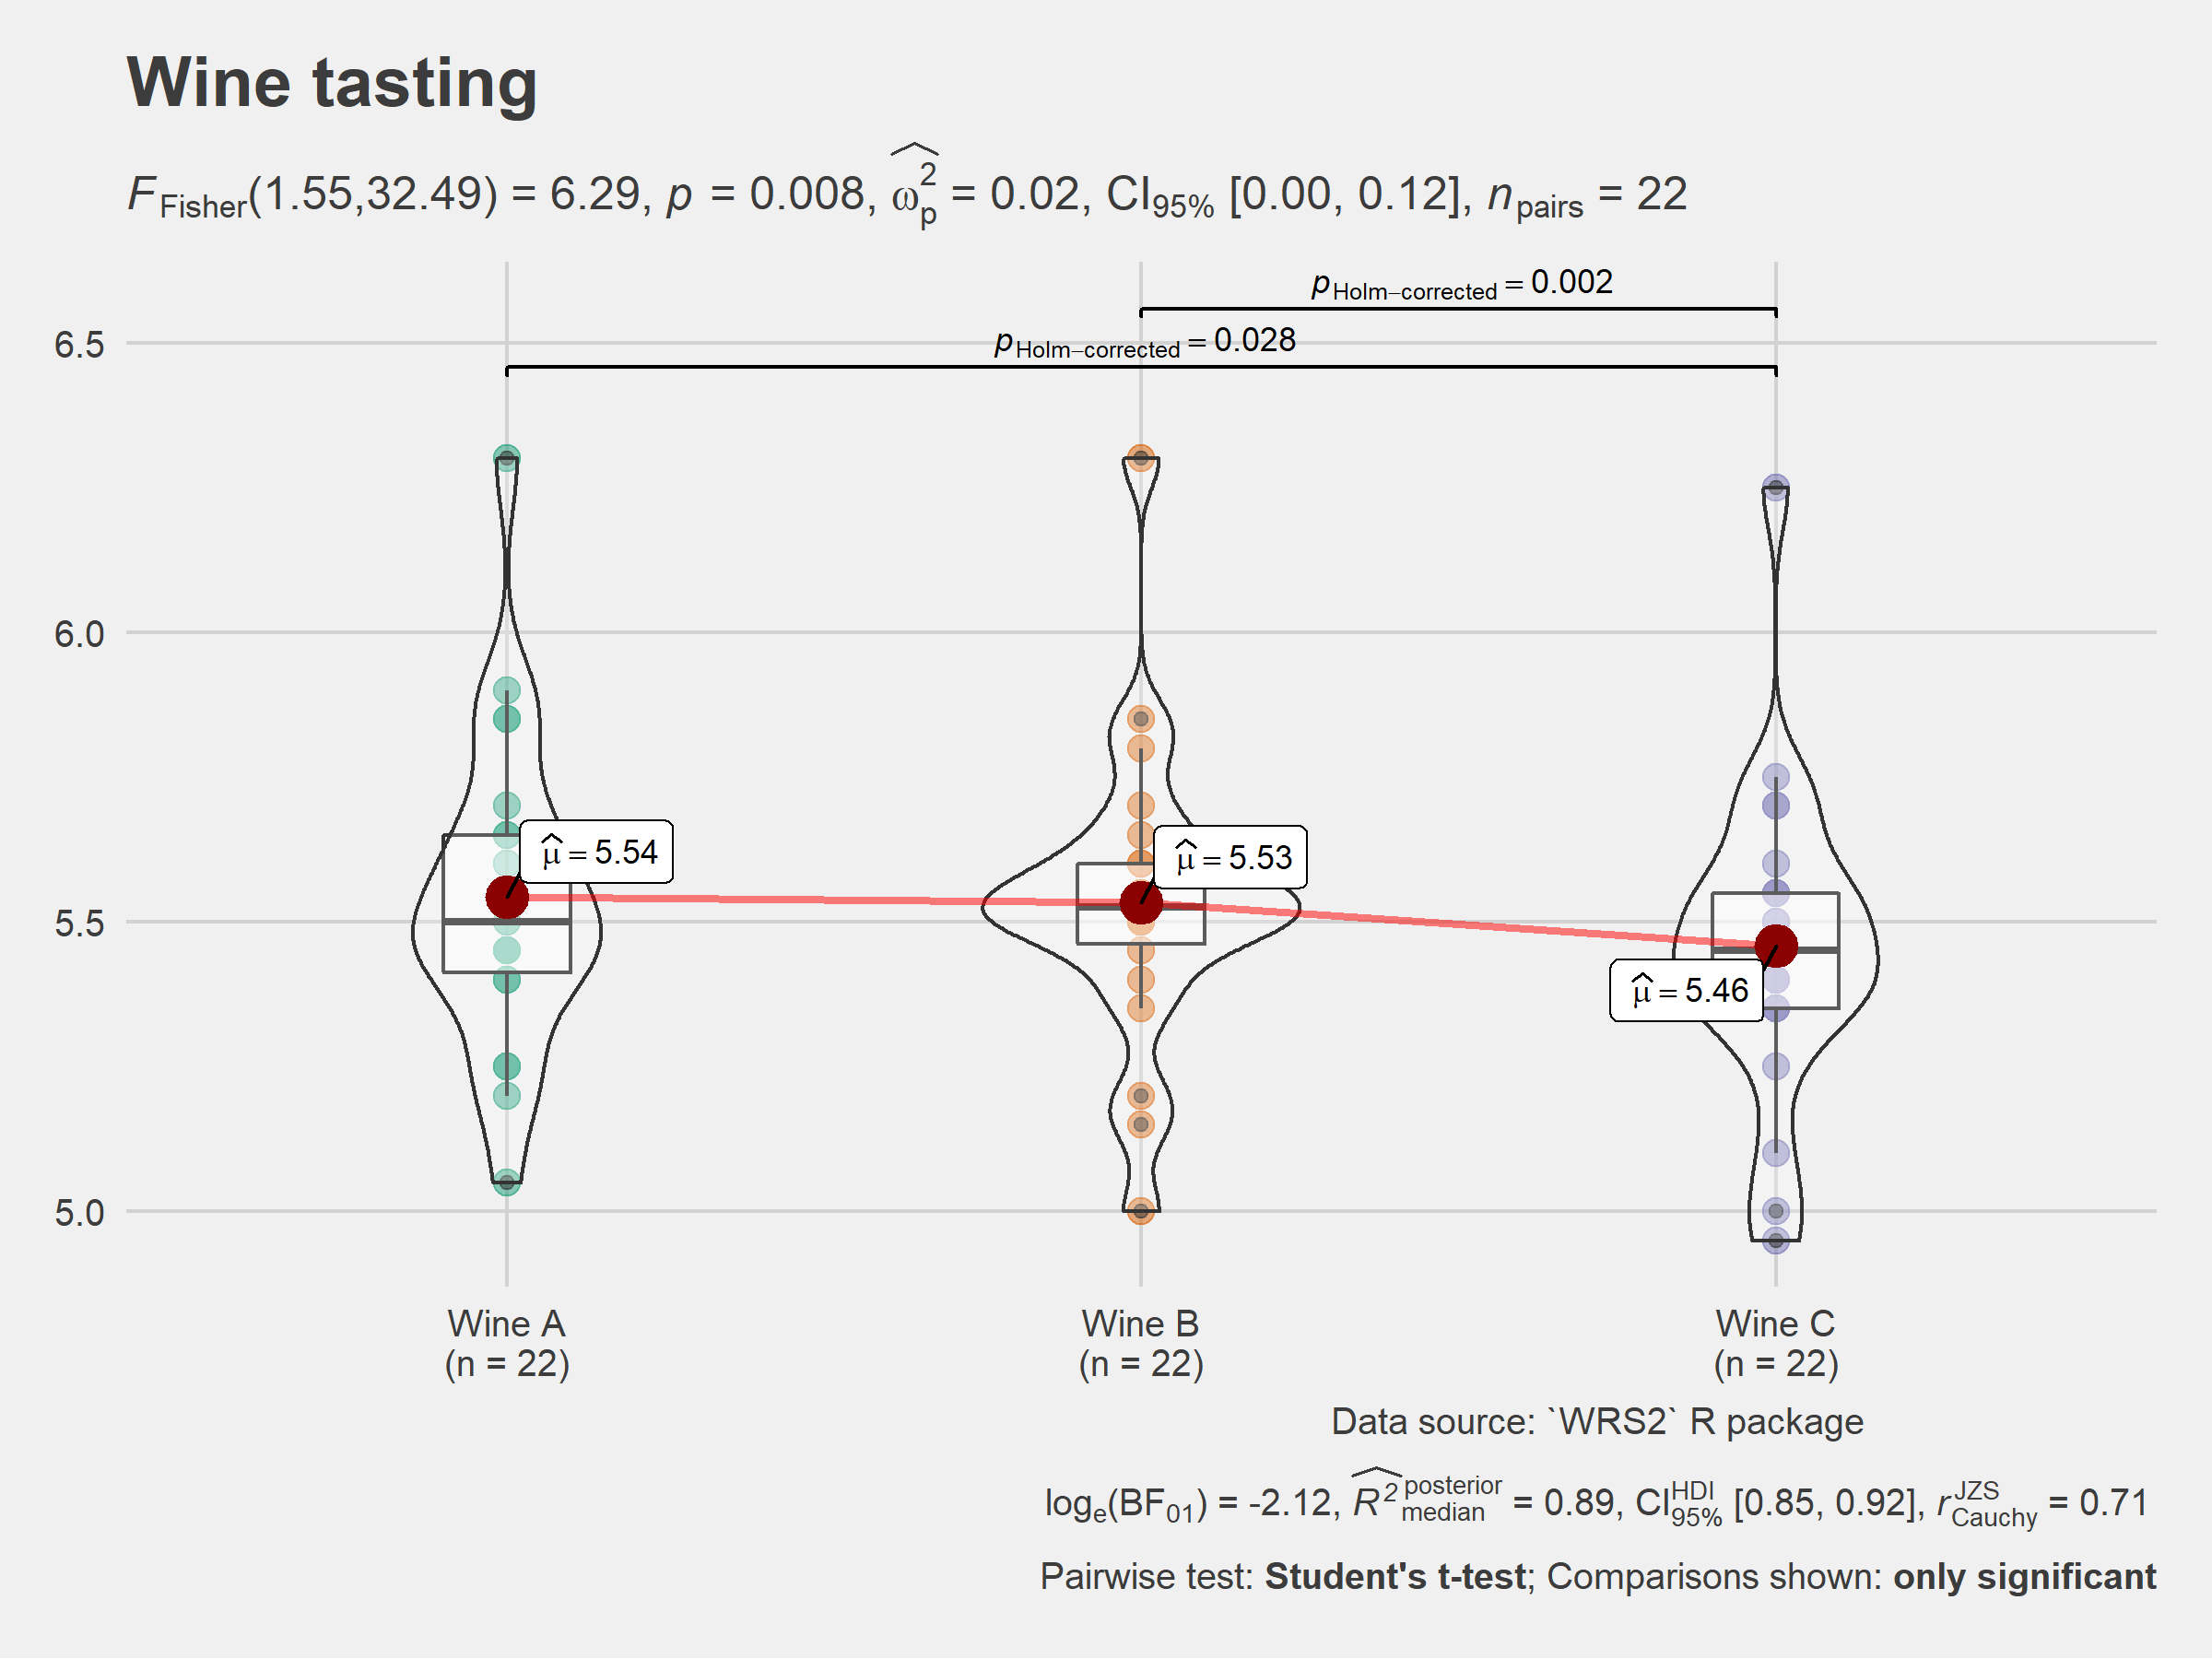 Wine tasting
F Fisher(1.55,32.49) = 6.29, p = 0.008, ω̂²p = 0.02, CI95% [0.00, 0.12], npairs = 22
pHolm−corrected = 0.002
6.5
pHolm−corrected = 0.028
6.0
μ̂ = 5.54
μ̂ = 5.53
5.5
μ̂ = 5.46
5.0
Wine A
(n = 22)
Wine B
(n = 22)
Wine C
(n = 22)
Data source: `WRS2` R package
loge(BF01) = -2.12, R̂² posterior median = 0.89, CI HDI 95% [0.85, 0.92], r JZS Cauchy = 0.71
Pairwise test: Student's t-test; Comparisons shown: only significant